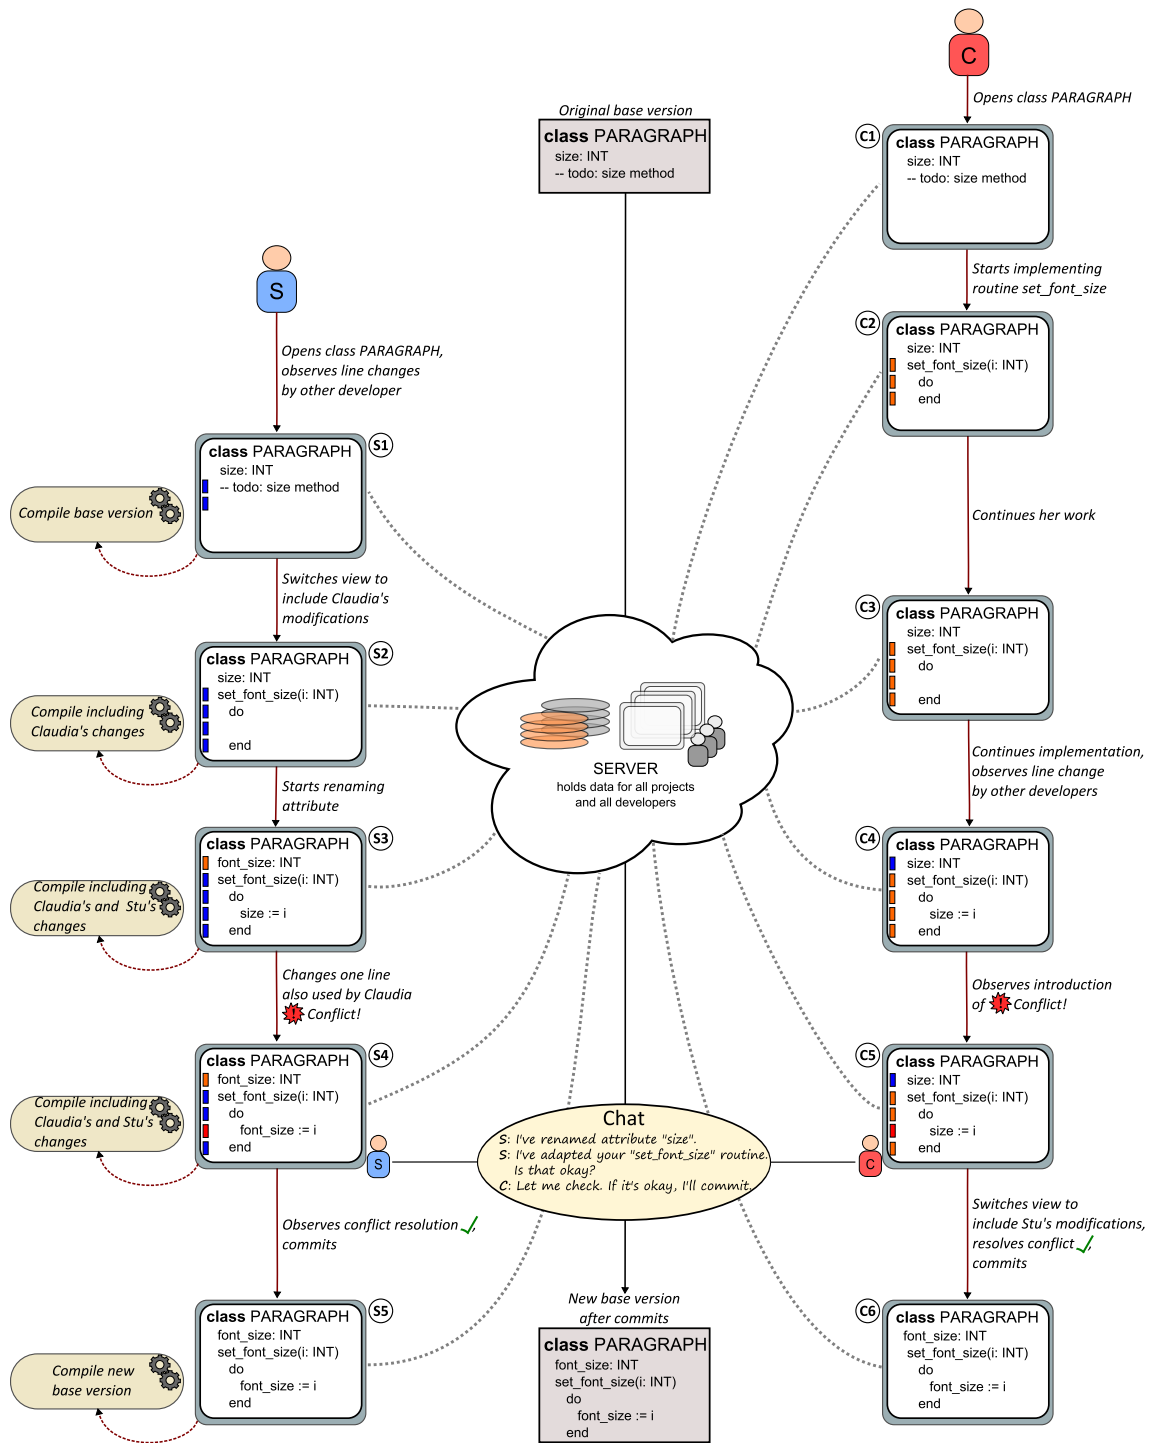 C
Opens class PARAGRAPH
Original base version
class PARAGRAPH
size: INT
-- todo: size method
C1
class PARAGRAPH
size: INT
-- todo: size method
Starts implementing
routine set_font_size
S
Opens class PARAGRAPH,
observes line changes
by other developer
C2
class PARAGRAPH
size: INT
set_font_size(i: INT)
do
end
S1
class PARAGRAPH
size: INT
-- todo: size method
Compile base version
Continues her work
Switches view to
include Claudia's
modifications
C3
class PARAGRAPH
size: INT
set_font_size(i: INT)
do
end
S2
class PARAGRAPH
size: INT
set_font_size(i: INT)
do
end
Compile including
Claudia's changes
SERVER
holds data for all projects
and all developers
Continues implementation,
observes line change
by other developers
Starts renaming
attribute
S3
class PARAGRAPH
font_size: INT
set_font_size(i: INT)
do
size := i
end
Compile including
Claudia's and Stu's
changes
C4
class PARAGRAPH
size: INT
set_font_size(i: INT)
do
size := i
end
Changes one line
also used by Claudia
! Conflict!
Observes introduction
of ! Conflict!
S4
class PARAGRAPH
font_size: INT
set_font_size(i: INT)
do
font_size := i
end
Compile including
Claudia's and Stu's
changes
C5
class PARAGRAPH
size: INT
set_font_size(i: INT)
do
size := i
end
S
Chat
S: I've renamed attribute "size".
S: I've adapted your "set_font_size" routine.
Is that okay?
C: Let me check. If it's okay, I'll commit.
C
Observes conflict resolution ,
commits
Switches view to
include Stu's modifications,
resolves conflict ,
commits
S5
class PARAGRAPH
font_size: INT
set_font_size(i: INT)
do
font_size := i
end
Compile new
base version
New base version
after commits
class PARAGRAPH
font_size: INT
set_font_size(i: INT)
do
font_size := i
end
C6
class PARAGRAPH
font_size: INT
set_font_size(i: INT)
do
font_size := i
end